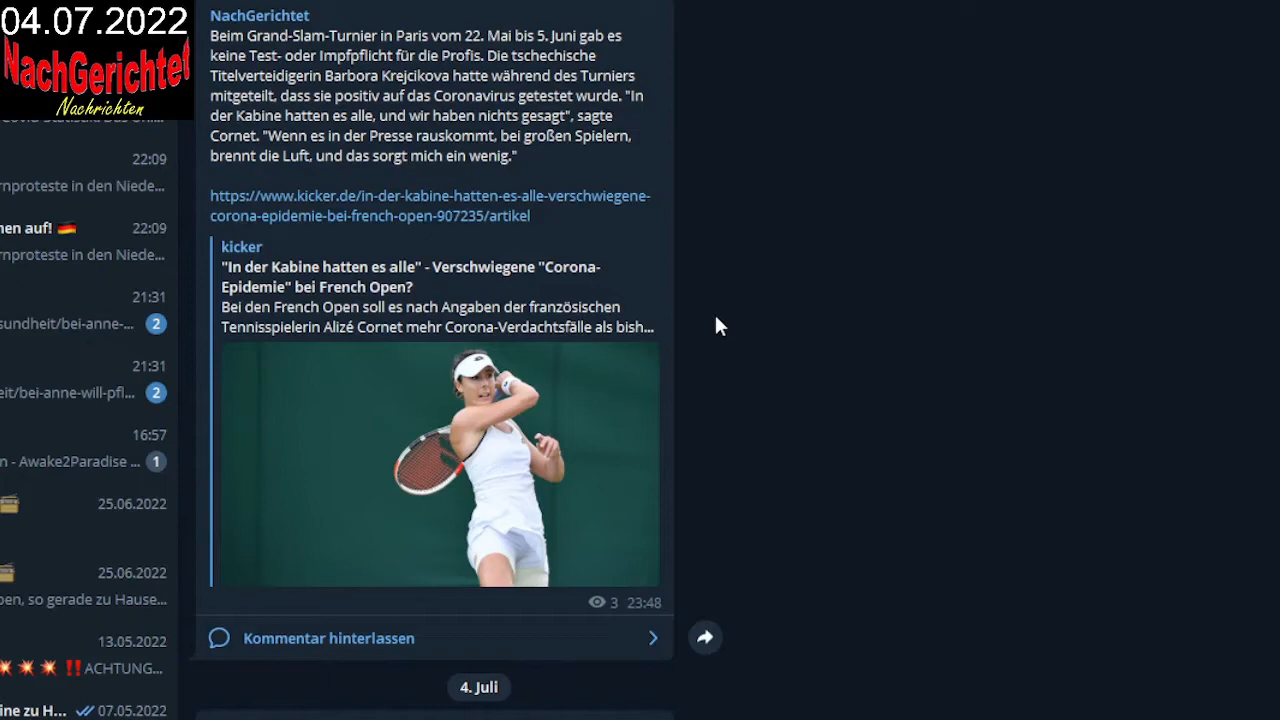 04.07.2022
NachGerichtet
Nachrichten
22:09
rnproteste in den Niede...
nen auf!
22:09
rnproteste in den Niede...
21:31
sundheit/bei-anne-...
2
21:31
eit/bei-anne-will-pfl...
2
16:57
n - Awake2Paradise ...
1
25.06.2022
25.06.2022
ben, so gerade zu Hause...
13.05.2022
ACHTUNG...
ine zu H...
07.05.2022
NachGerichtet
Beim Grand-Slam-Turnier in Paris vom 22. Mai bis 5. Juni gab es
keine Test- oder Impfpflicht für die Profis. Die tschechische
Titelverteidigerin Barbora Krejcikova hatte während des Turniers
mitgeteilt, dass sie positiv auf das Coronavirus getestet wurde. "In
der Kabine hatten es alle, und wir haben nichts gesagt", sagte
Cornet. "Wenn es in der Presse rauskommt, bei großen Spielern,
brennt die Luft, und das sorgt mich ein wenig."
https://www.kicker.de/in-der-kabine-hatten-es-alle-verschwiegene-
corona-epidemie-bei-french-open-907235/artikel
kicker
"In der Kabine hatten es alle" - Verschwiegene "Corona-
Epidemie" bei French Open?
Bei den French Open soll es nach Angaben der französischen
Tennisspielerin Alizé Cornet mehr Corona-Verdachtsfälle als bish...
3 23:48
Kommentar hinterlassen
4. Juli